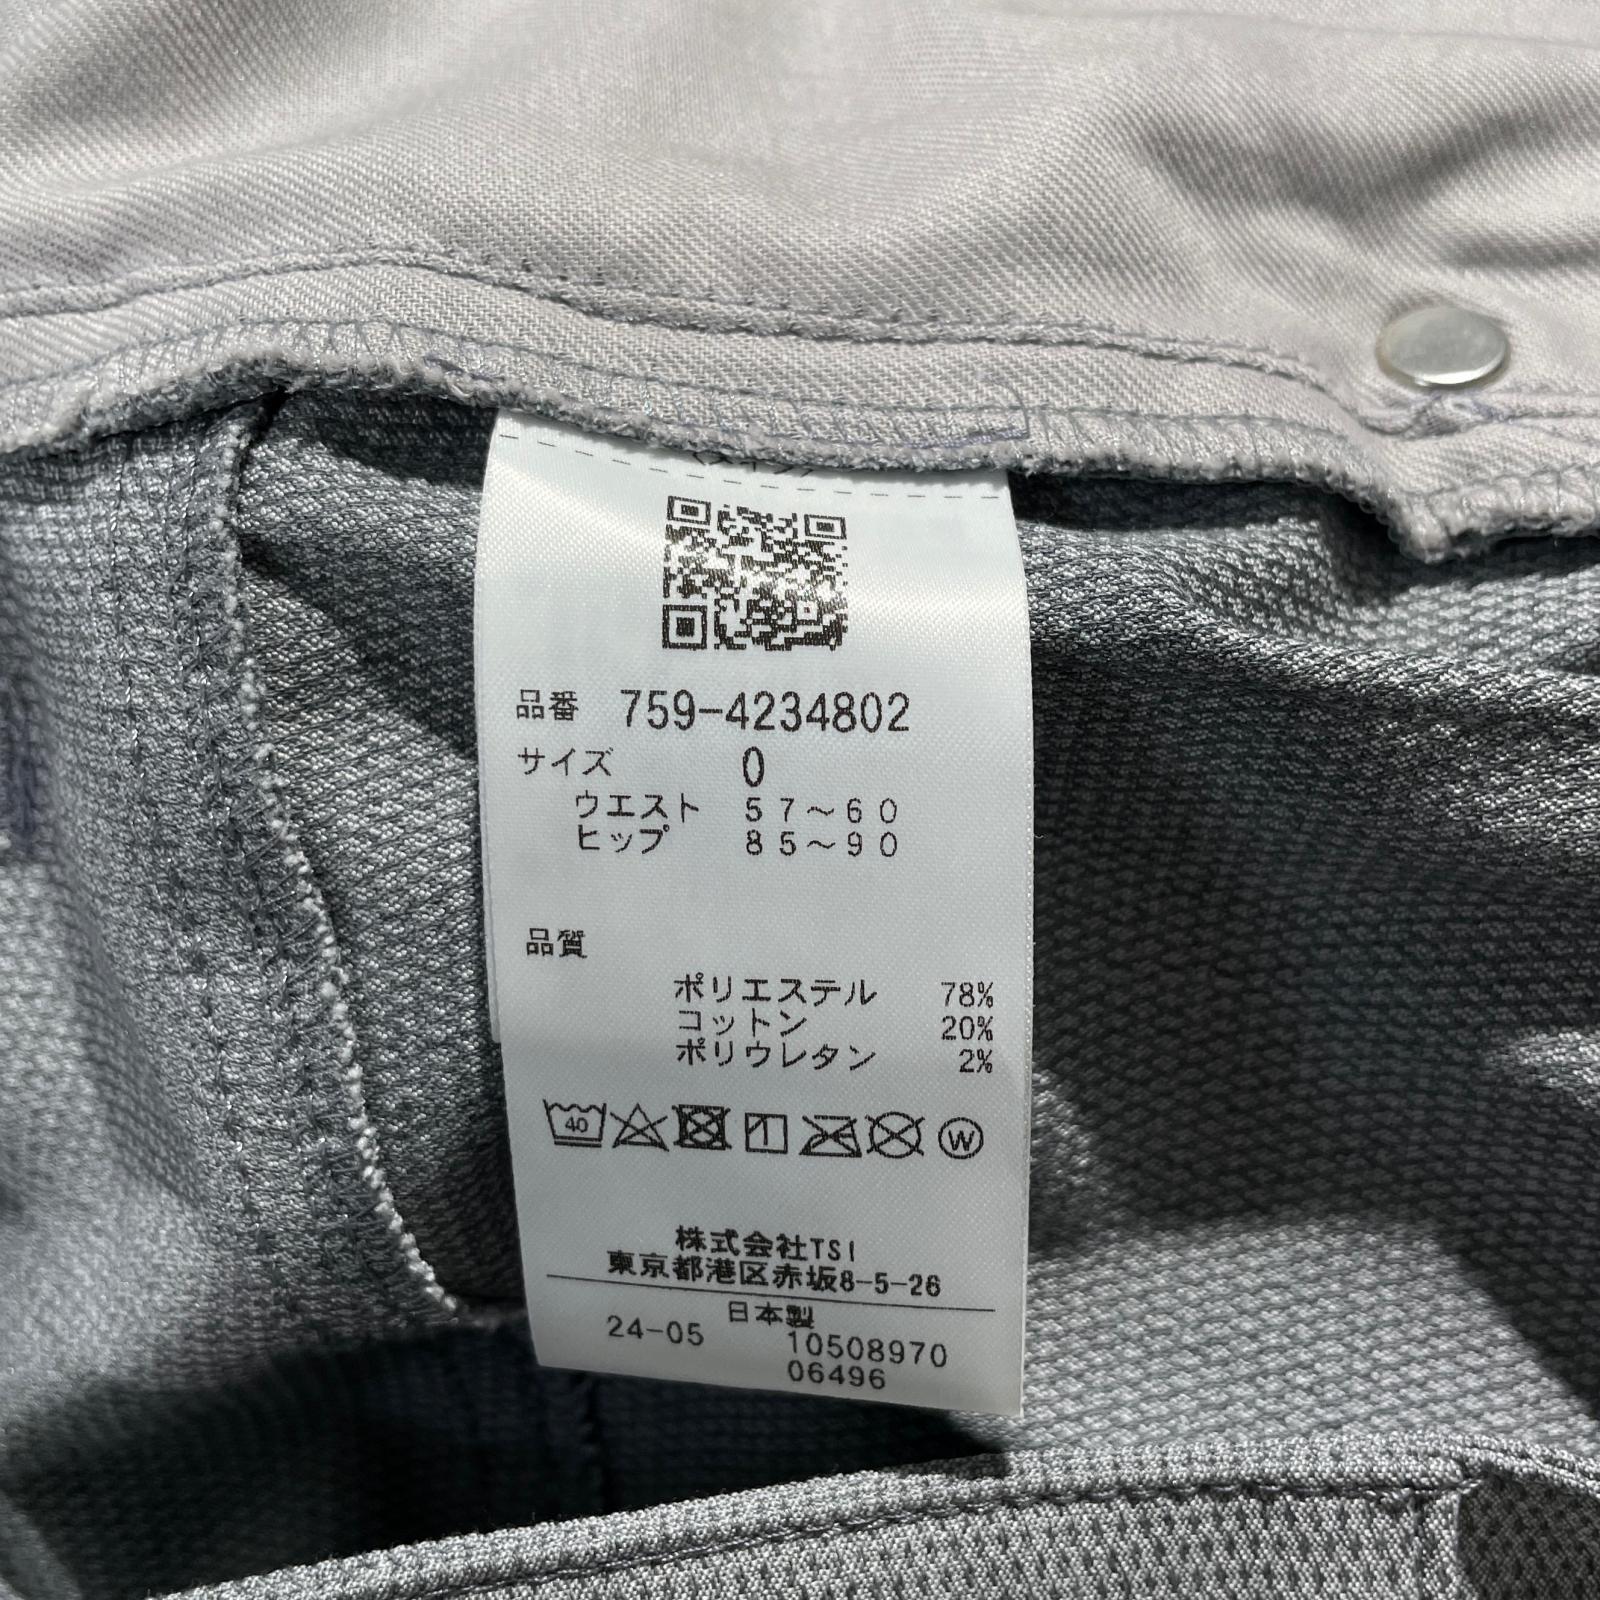 品番 759-4234802
サイズ 0
ウエスト 57～60
ヒップ 85～90
品質
ポリエステル 78%
コットン 20%
ポリウレタン 2%
40
W
株式会社TSI
東京都港区赤坂8-5-26
日本製
24-05 10508970
06496